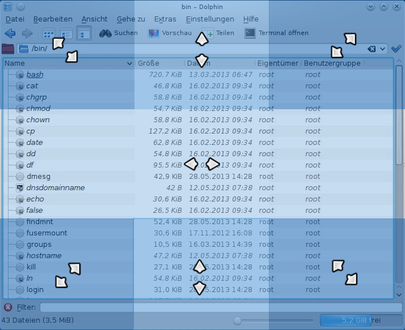 bin – Dolphin
Datei Bearbeiten Ansicht Gehe zu Extras Einstellungen Hilfe
Suchen Vorschau Teilen Terminal öffnen
/bin/
Name Größe Datum Eigentümer Benutzergruppe
bash 720,7 KiB 13.03.2013 06:47 root root
cat 46,8 KiB 16.02.2013 09:34 root root
chgrp 58,8 KiB 16.02.2013 09:34 root root
chmod 54,7 KiB 16.02.2013 09:34 root root
chown 58,8 KiB 16.02.2013 09:34 root root
cp 127,2 KiB 16.02.2013 09:34 root root
date 62,8 KiB 16.02.2013 09:34 root root
dd 58,8 KiB 16.02.2013 09:34 root root
df 95,5 KiB 16.02.2013 09:34 root root
dmesg 42,9 KiB 28.05.2013 14:28 root root
dnsdomainname 42 B 12.05.2013 07:38 root root
echo 30,6 KiB 16.02.2013 09:34 root root
false 26,5 KiB 16.02.2013 09:34 root root
findmnt 52,4 KiB 28.05.2013 14:28 root root
fusermount 30,6 KiB 17.11.2012 16:08 root root
groups 10,5 KiB 16.03.2013 14:39 root root
hostname 47,2 KiB 12.05.2013 07:38 root root
kill 27,1 KiB 28.05.2013 14:28 root root
ln 54,8 KiB 16.02.2013 09:34 root root
login 31,0 KiB 28.05.2013 14:28 root root
Filter:
43 Dateien (3,5 MiB)